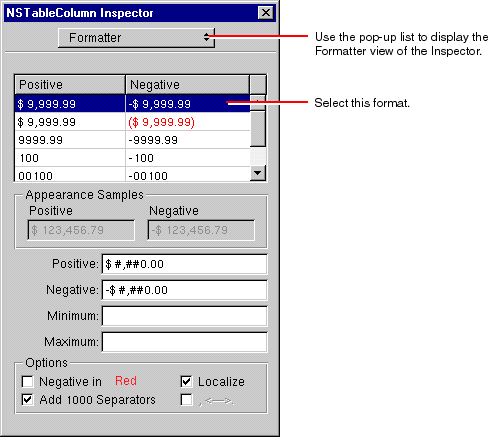 NSTableColumn Inspector
Formatter
Use the pop-up list to display the
Formatter view of the Inspector.
Positive Negative
$ 9,999.99 -$ 9,999.99
Select this format.
$ 9,999.99 ($ 9,999.99)
9999.99 -9999.99
100 -100
00100 -00100
Appearance Samples
Positive Negative
$ 123,456.79 -$ 123,456.79
Positive: $ #,##0.00
Negative: -$ #,##0.00
Minimum:
Maximum:
Options
Negative in Red Localize
Add 1000 Separators , <—>.